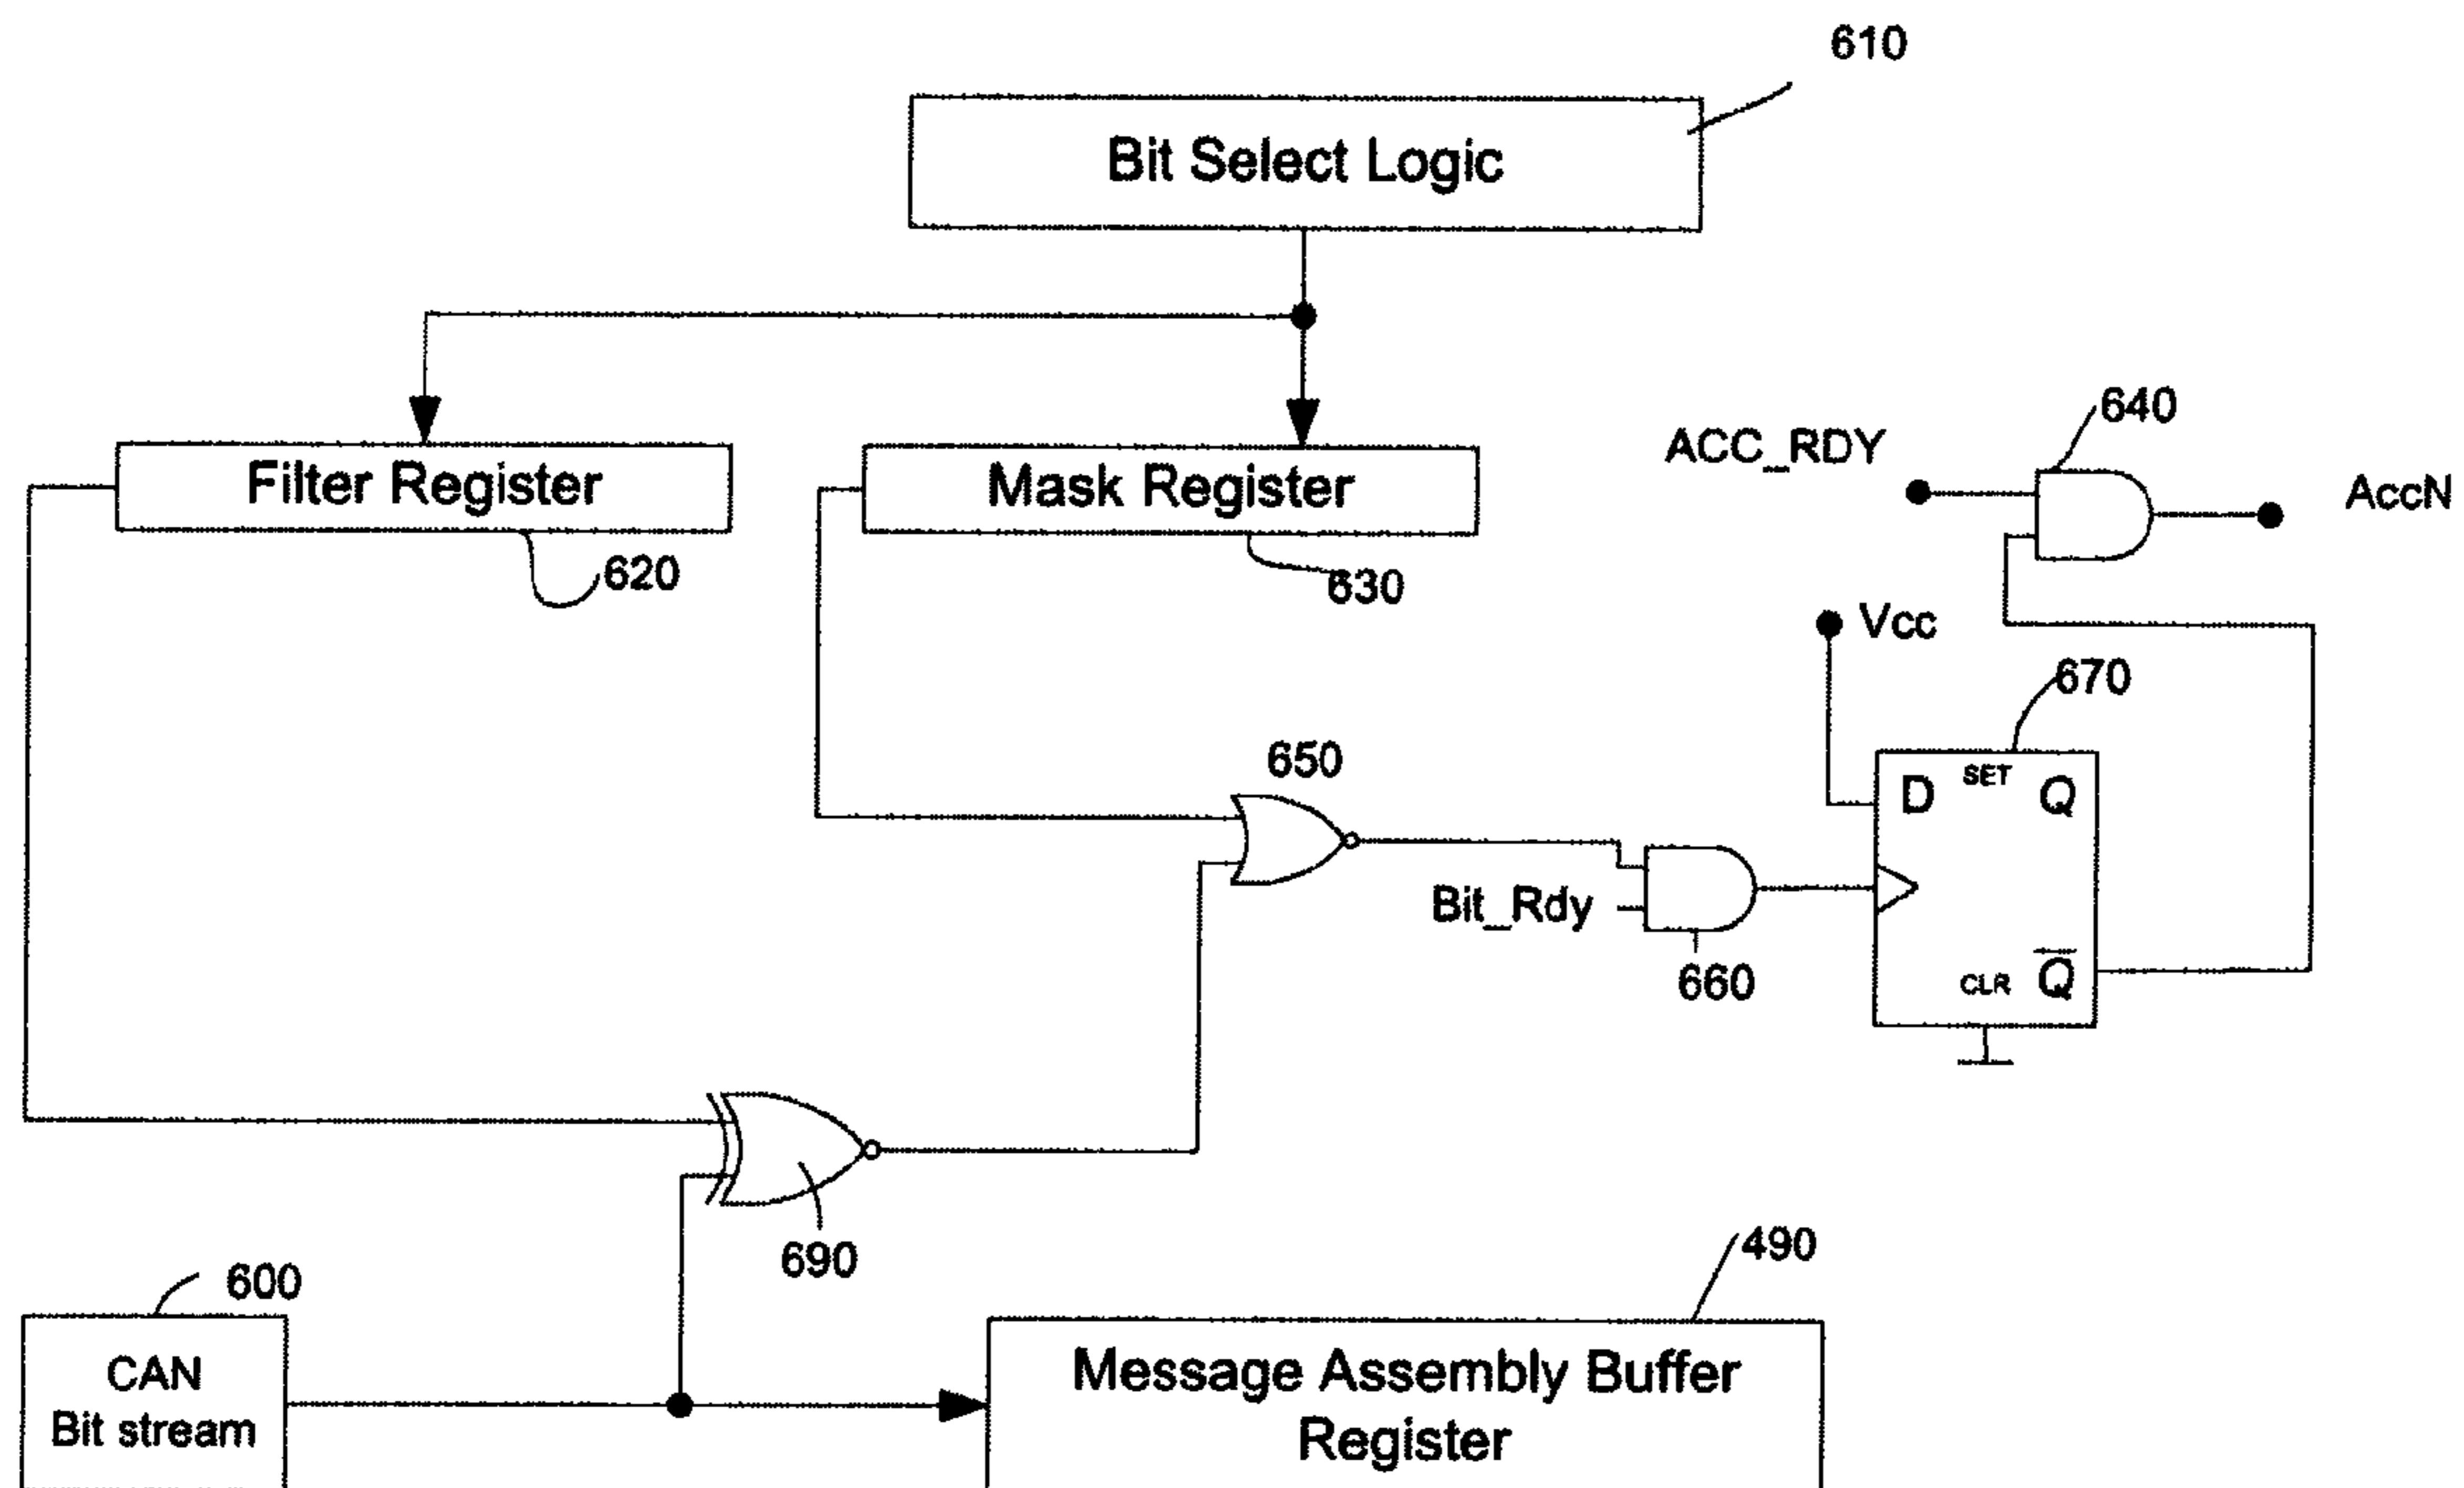 610
Bit Select Logic
640
ACC_RDY
AccN
Filter Register
Mask Register
620
630
Vcc
670
650
D SET Q
Bit_Rdy
660
CLR Q̅
690
490
600
CAN
Bit stream
Message Assembly Buffer
Register